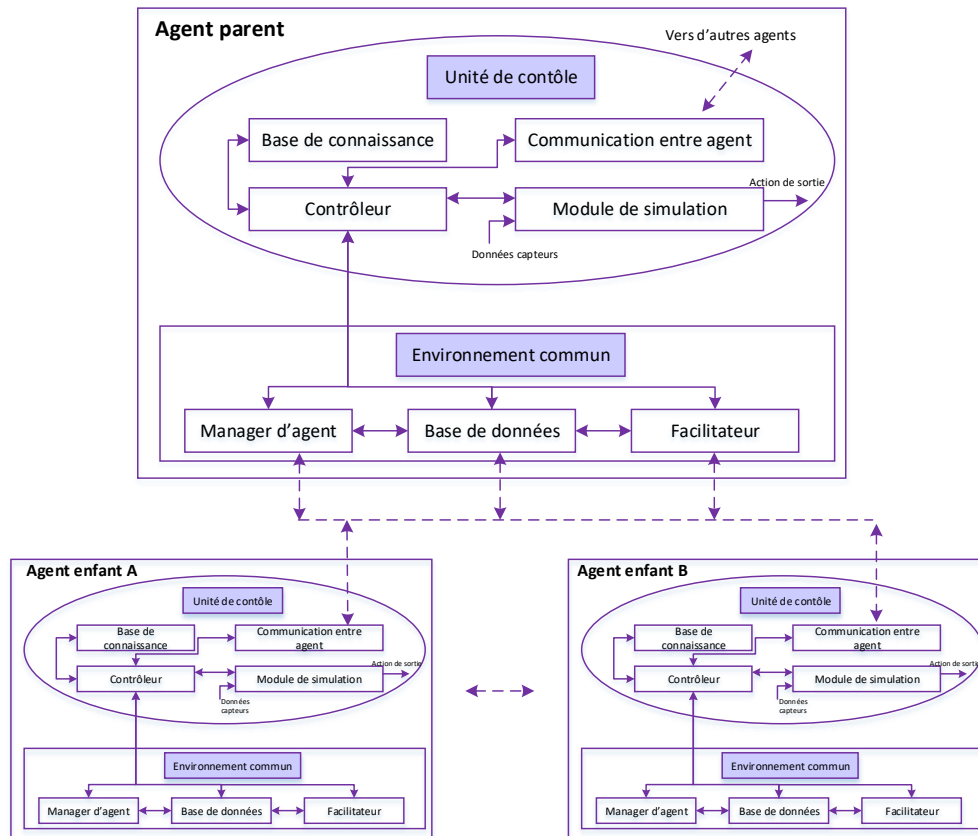 Agent parent
Vers d'autres agents
Unité de contôle
Base de connaissance
Communication entre agent
Action de sortie
Contrôleur
Module de simulation
Données capteurs
Environnement commun
Manager d'agent
Base de données
Facilitateur
Agent enfant A
Unité de contôle
Base de
connaissance
Communication entre
agent
Action de sortie
Contrôleur
Module de simulation
Données
capteurs
Environnement commun
Manager d'agent
Base de données
Facilitateur
Agent enfant B
Unité de contôle
Base de
connaissance
Communication entre
agent
Action de sortie
Contrôleur
Module de simulation
Données
capteurs
Environnement commun
Manager d'agent
Base de données
Facilitateur